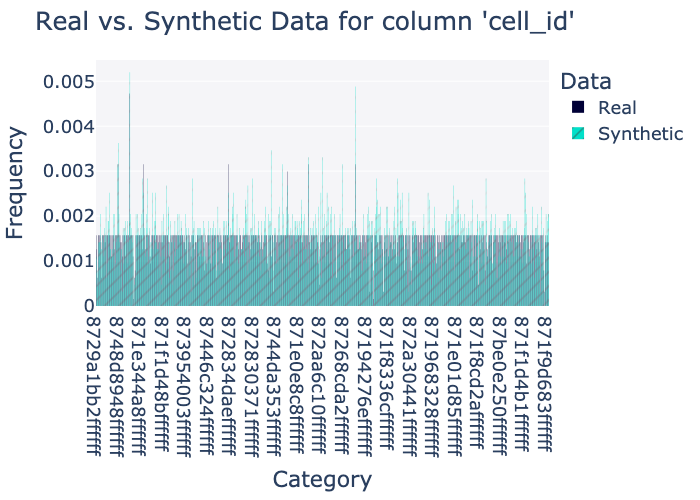 Real vs. Synthetic Data for column 'cell_id'
Data
Real
Synthetic
Frequency
0.005
0.004
0.003
0.002
0.001
0
8729a1bb2ffffff
8748d8948ffffff
871e344a8ffffff
871f1d48bffffff
873954003ffffff
87446c324ffffff
872834daeffffff
872830371ffffff
8744da353ffffff
871e0e8c8ffffff
872aa6c10ffffff
87268cda2ffffff
87194276effffff
871f8336cffffff
872a30441ffffff
871968328ffffff
871e01d85ffffff
871f8cd2affffff
87be0e250ffffff
871f1d4b1ffffff
871f9d683ffffff
Category